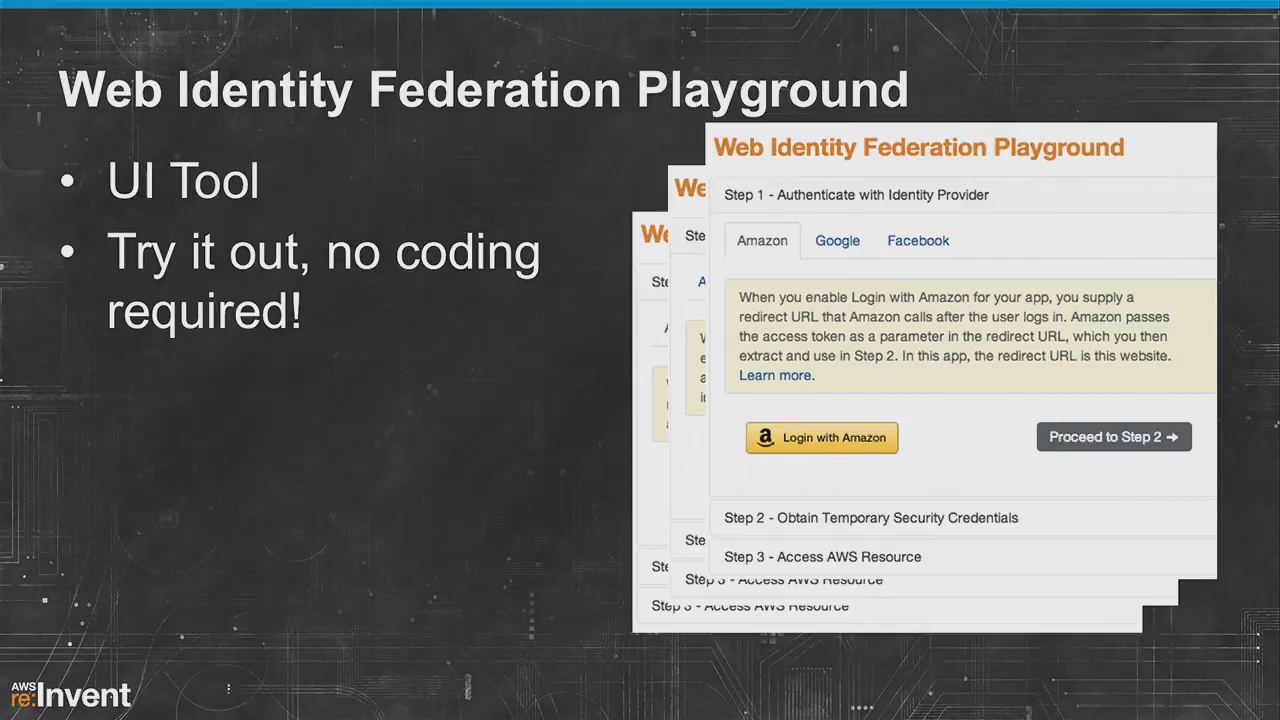 Web Identity Federation Playground
• UI Tool
• Try it out, no coding
required!
Web Identity Federation Playground
Step 1 - Authenticate with Identity Provider
Amazon Google Facebook
When you enable Login with Amazon for your app, you supply a
redirect URL that Amazon calls after the user logs in. Amazon passes
the access token as a parameter in the redirect URL, which you then
extract and use in Step 2. In this app, the redirect URL is this website.
Learn more.
Login with Amazon
Proceed to Step 2 →
Step 2 - Obtain Temporary Security Credentials
Step 3 - Access AWS Resource
Step 3 - Access AWS Resource
Step 3 - Access AWS Resource
AWS
re:Invent